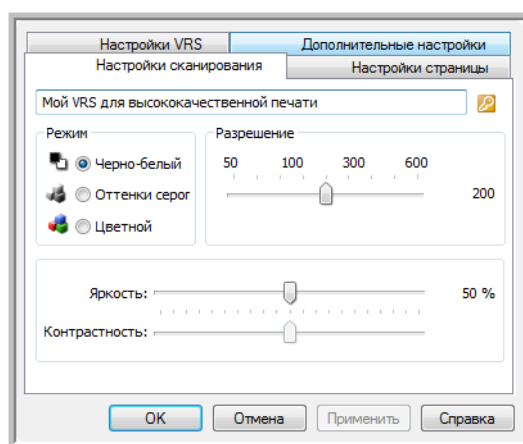 Настройки VRS Дополнительные настройки
Настройки сканирования Настройки страницы
Мой VRS для высококачественной печати
Режим Разрешение
Черно-белый 50 100 300 600
Оттенки серог 200
Цветной
Яркость: 50 %
Контрастность:
OK Отмена Применить Справка